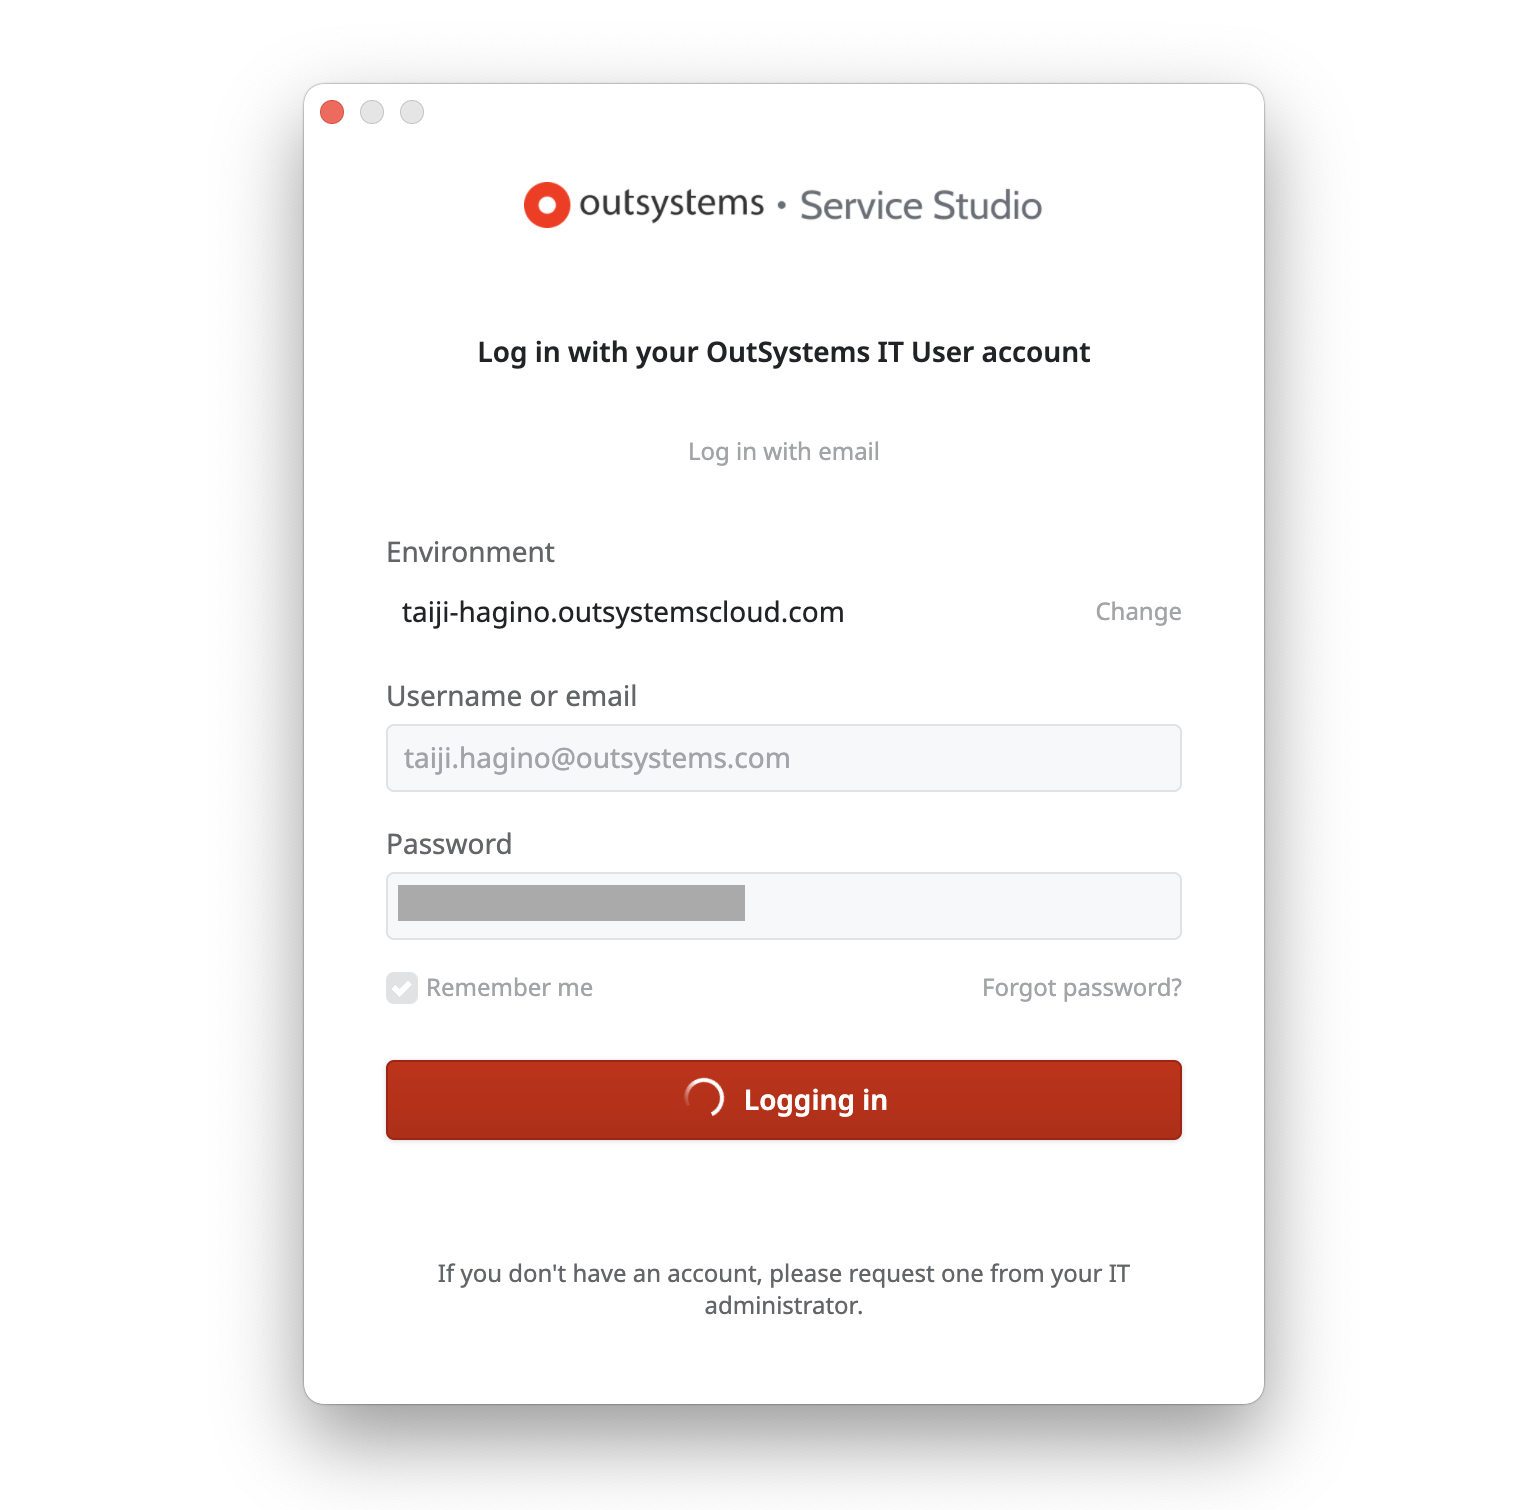 outsystems • Service Studio
Log in with your OutSystems IT User account
Log in with email
Environment
taiji-hagino.outsystemscloud.com Change
Username or email
taiji.hagino@outsystems.com
Password
Remember me Forgot password?
Logging in
If you don't have an account, please request one from your IT
administrator.